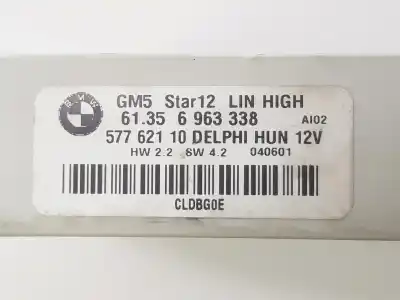 BMW
GM5 Star12 LIN HIGH
61.35 6 963 338 AI02
577 621 10 DELPHI HUN 12V
HW 2.2 SW 4.2 040601
CLDBG0E